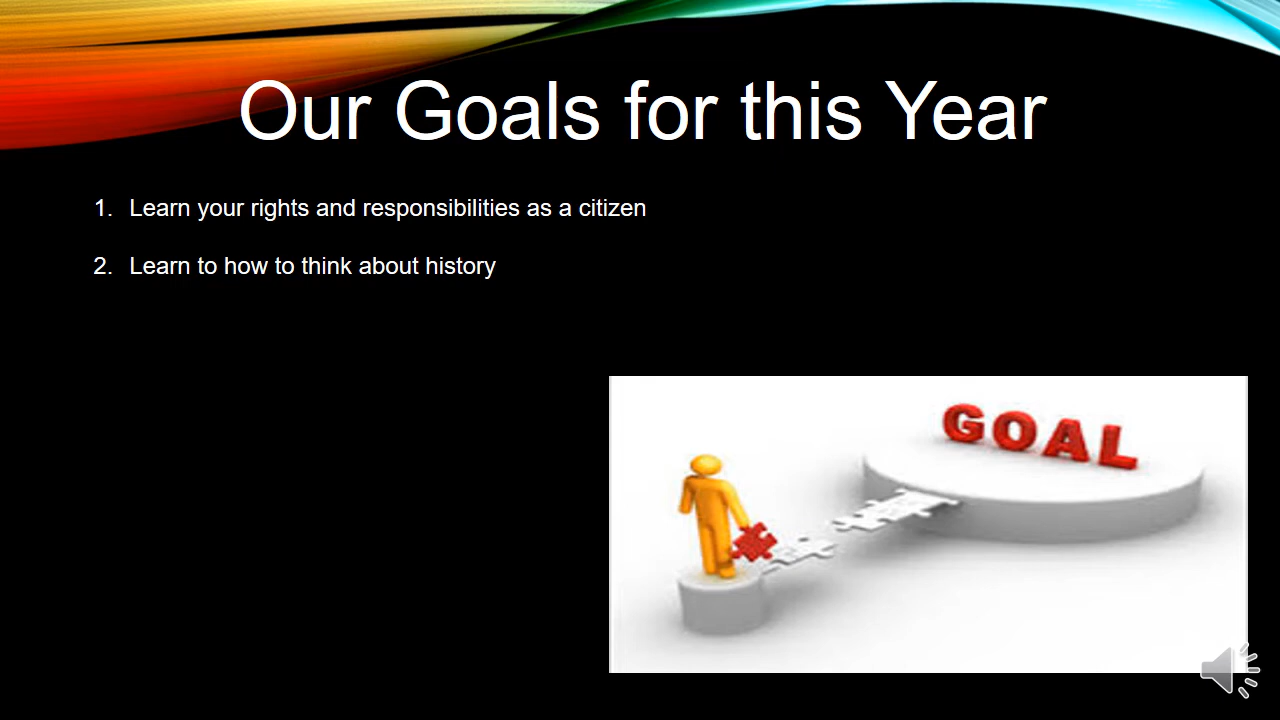 Our Goals for this Year
1. Learn your rights and responsibilities as a citizen
2. Learn to how to think about history
GOAL